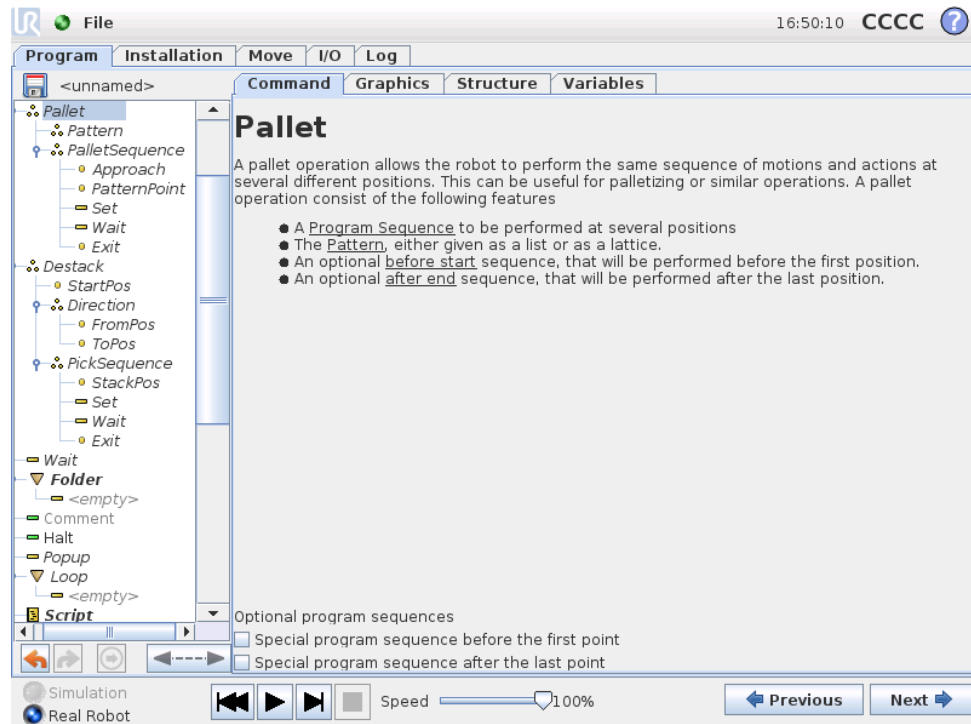 UR File 16:50:10 CCCC ?
Program Installation Move I/O Log
<unnamed>
Command Graphics Structure Variables
Pallet
Pattern
PalletSequence
Approach
PatternPoint
Set
Wait
Exit
Destack
StartPos
Direction
FromPos
ToPos
PickSequence
StackPos
Set
Wait
Exit
Wait
Folder
<empty>
Comment
Halt
Popup
Loop
<empty>
Script
Pallet
A pallet operation allows the robot to perform the same sequence of motions and actions at
several different positions. This can be useful for palletizing or similar operations. A pallet
operation consist of the following features
● A Program Sequence to be performed at several positions
● The Pattern, either given as a list or as a lattice.
● An optional before start sequence, that will be performed before the first position.
● An optional after end sequence, that will be performed after the last position.
Optional program sequences
Special program sequence before the first point
Special program sequence after the last point
Simulation
Real Robot
Speed 100%
Previous Next